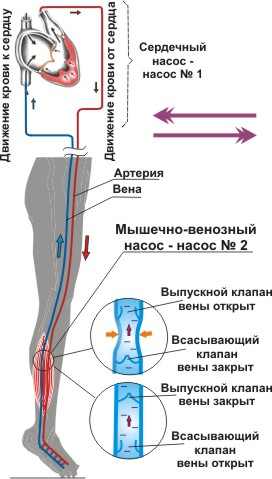 Движение крови к сердцу
Движение крови от сердца
Сердечный
насос -
насос № 1
Артерия
Вена
Мышечно-венозный
насос - насос № 2
Выпускной клапан
вены открыт
Всасывающий
клапан
вены закрыт
Выпускной клапан
вены закрыт
Всасывающий
клапан
вены открыт